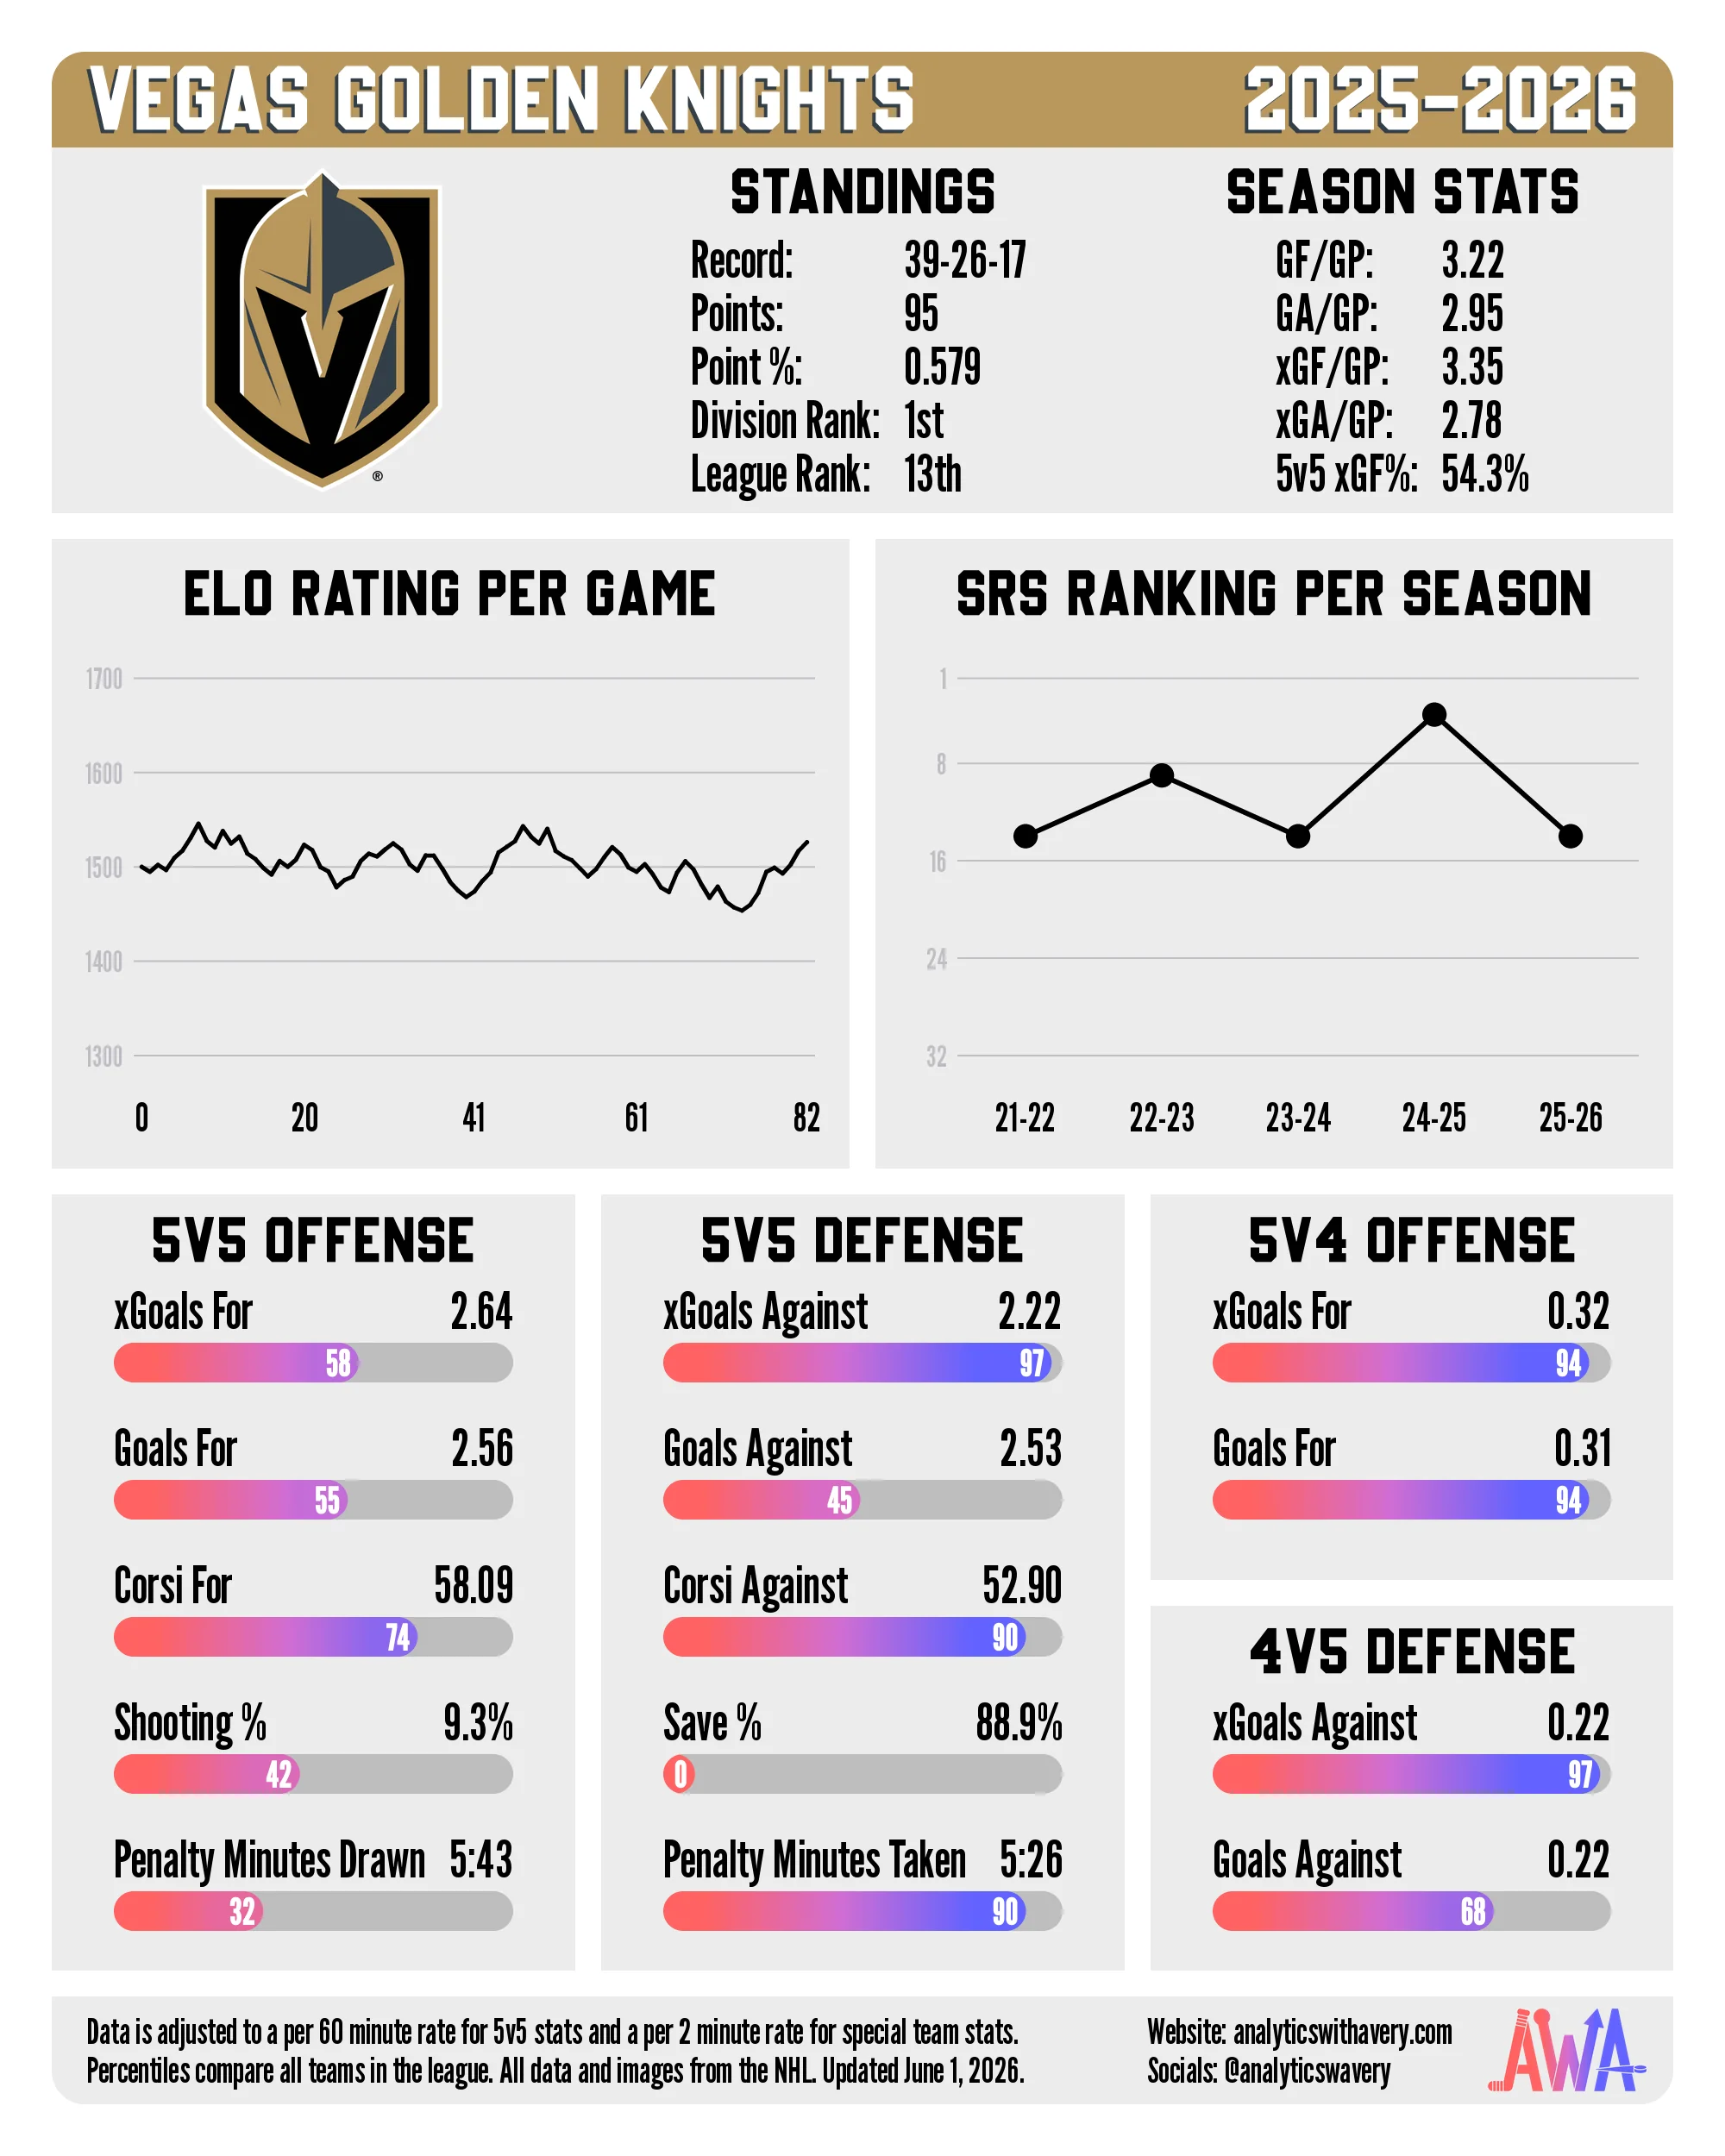 VEGAS GOLDEN KNIGHTS 2025-2026
STANDINGS
Record: 39-26-17
Points: 95
Point %: 0.579
Division Rank: 1st
League Rank: 13th
SEASON STATS
GF/GP: 3.22
GA/GP: 2.95
xGF/GP: 3.35
xGA/GP: 2.78
5v5 xGF%: 54.3%
®
ELO RATING PER GAME
1700
1600
1500
1400
1300
0 20 41 61 82
SRS RANKING PER SEASON
1
8
16
24
32
21-22 22-23 23-24 24-25 25-26
5V5 OFFENSE
xGoals For 2.64
58
Goals For 2.56
55
Corsi For 58.09
74
Shooting % 9.3%
42
Penalty Minutes Drawn 5:43
32
5V5 DEFENSE
xGoals Against 2.22
97
Goals Against 2.53
45
Corsi Against 52.90
90
Save % 88.9%
0
Penalty Minutes Taken 5:26
90
5V4 OFFENSE
xGoals For 0.32
94
Goals For 0.31
94
4V5 DEFENSE
xGoals Against 0.22
97
Goals Against 0.22
68
Data is adjusted to a per 60 minute rate for 5v5 stats and a per 2 minute rate for special team stats.
Percentiles compare all teams in the league. All data and images from the NHL. Updated June 1, 2026.
Website: analyticswithavery.com
Socials: @analyticswavery
AWA